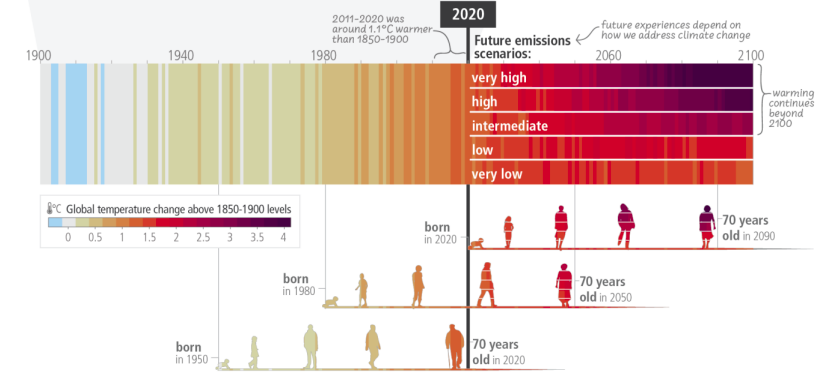 2020
2011-2020 was
around 1.1°C warmer
than 1850-1900
Future emissions
scenarios:
future experiences depend on
how we address climate change
1900
1940
1980
2060
2100
very high
high
intermediate
low
very low
warming
continues
beyond
2100
°C Global temperature change above 1850-1900 levels
0 0.5 1 1.5 2 2.5 3 3.5 4
born
in 2020
70 years
old in 2090
born
in 1980
70 years
old in 2050
born
in 1950
70 years
old in 2020